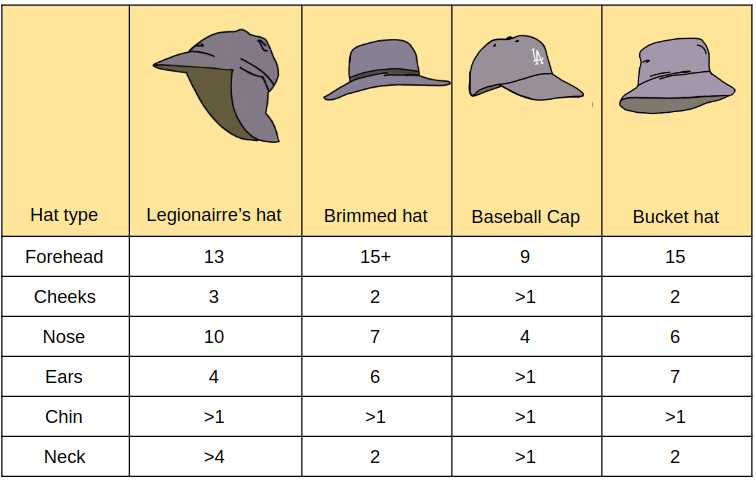 LA
Hat type Legionairre’s hat Brimmed hat Baseball Cap Bucket hat
Forehead 13 15+ 9 15
Cheeks 3 2 >1 2
Nose 10 7 4 6
Ears 4 6 >1 7
Chin >1 >1 >1 >1
Neck >4 2 >1 2